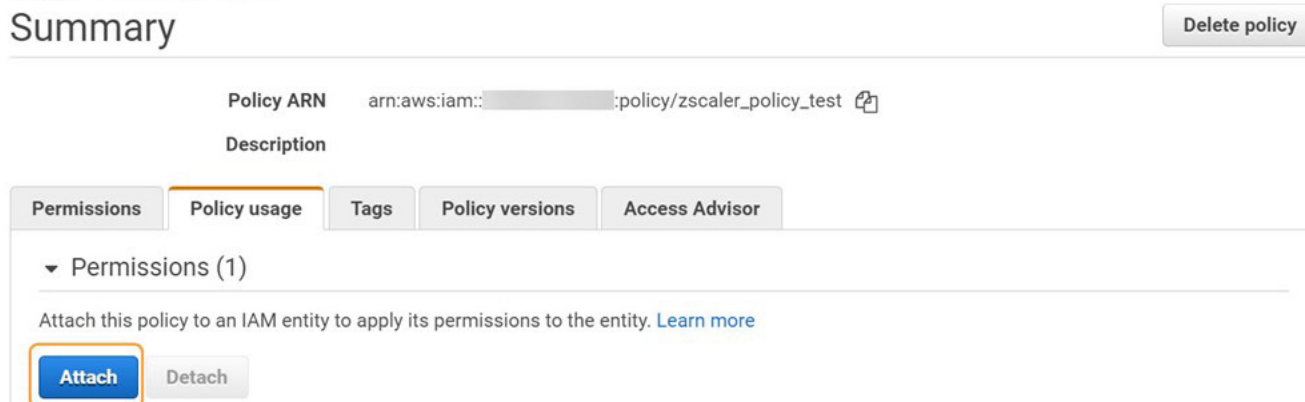 Summary
Delete policy
Policy ARN arn:aws:iam:: :policy/zscaler_policy_test
Description
Permissions Policy usage Tags Policy versions Access Advisor
Permissions (1)
Attach this policy to an IAM entity to apply its permissions to the entity. Learn more
Attach Detach